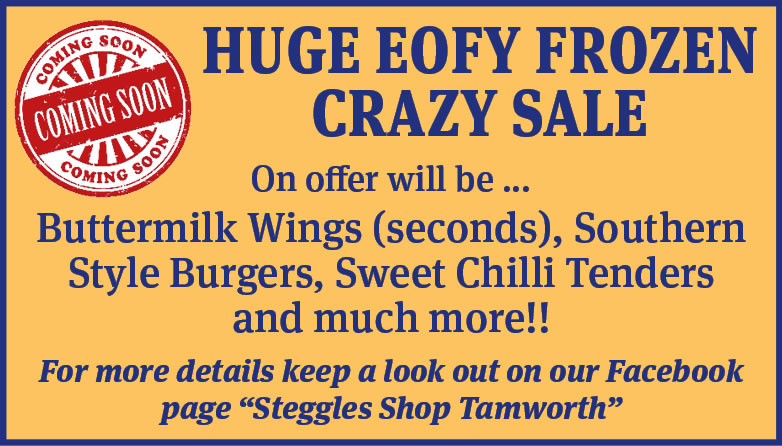 COMING SOON
COMING SOON
COMING SOON
HUGE EOFY FROZEN
CRAZY SALE
On offer will be ...
Buttermilk Wings (seconds), Southern
Style Burgers, Sweet Chilli Tenders
and much more!!
For more details keep a look out on our Facebook
page “Steggles Shop Tamworth”